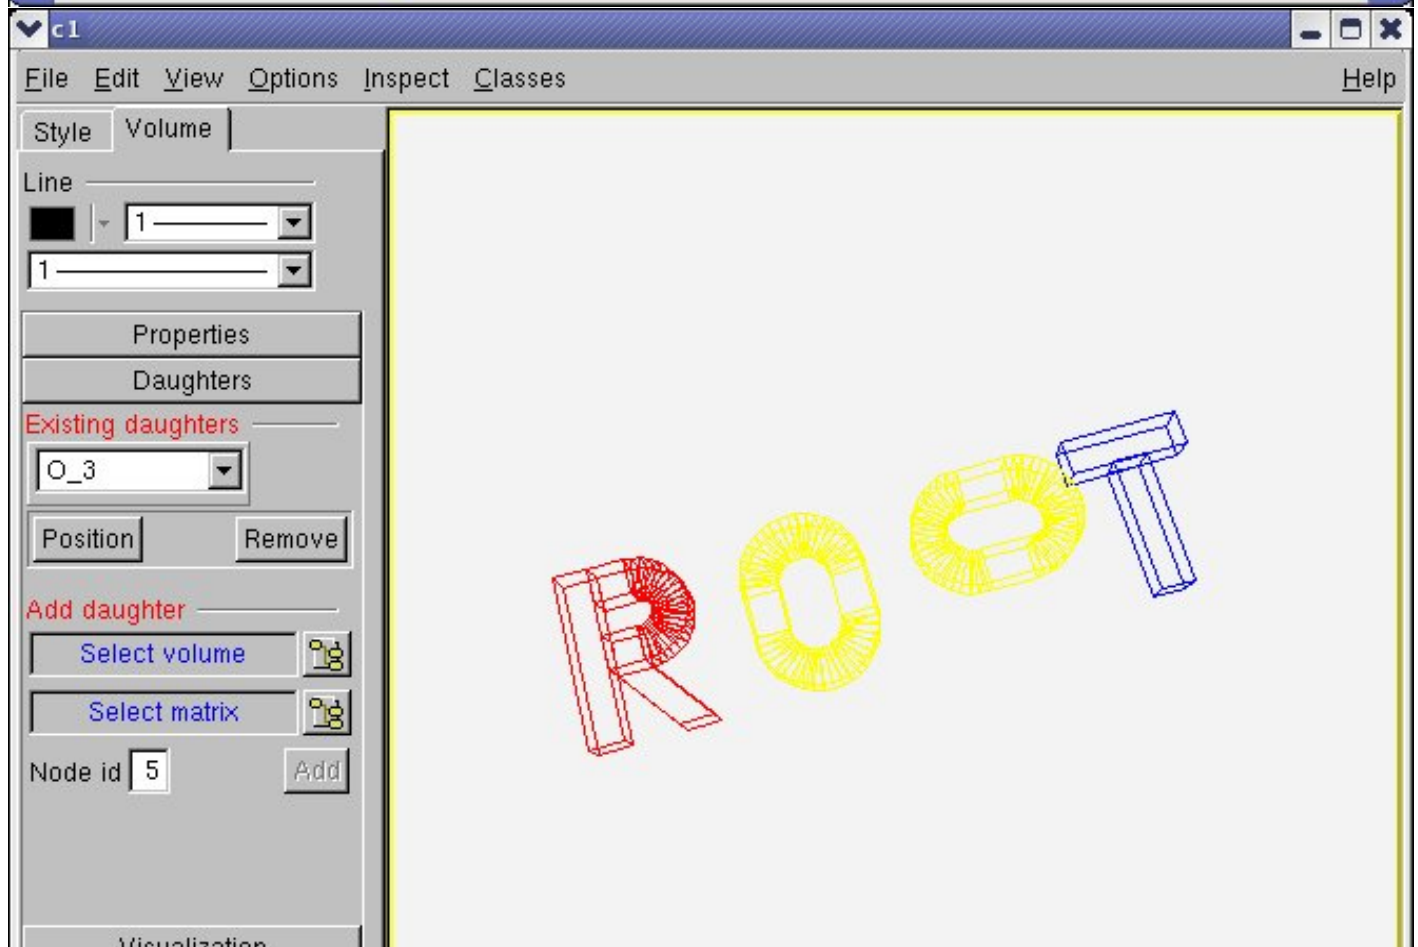 c1
File Edit View Options Inspect Classes Help
Style Volume
Line
1
1
Properties
Daughters
Existing daughters
O_3
Position Remove
Add daughter
Select volume
Select matrix
Node id 5 Add
Visualization
ROOT